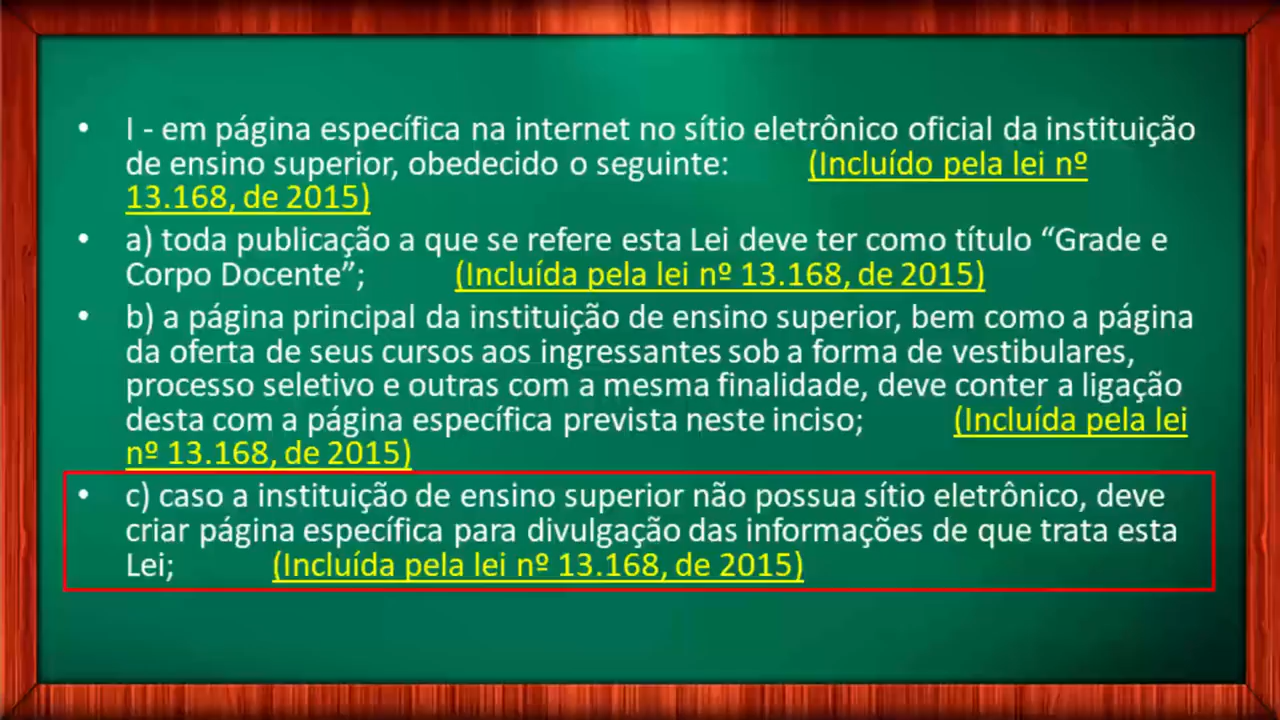 • I - em página específica na internet no sítio eletrônico oficial da instituição
de ensino superior, obedecido o seguinte: (Incluído pela lei nº
13.168, de 2015)
• a) toda publicação a que se refere esta Lei deve ter como título “Grade e
Corpo Docente”; (Incluída pela lei nº 13.168, de 2015)
• b) a página principal da instituição de ensino superior, bem como a página
da oferta de seus cursos aos ingressantes sob a forma de vestibulares,
processo seletivo e outras com a mesma finalidade, deve conter a ligação
desta com a página específica prevista neste inciso; (Incluída pela lei
nº 13.168, de 2015)
• c) caso a instituição de ensino superior não possua sítio eletrônico, deve
criar página específica para divulgação das informações de que trata esta
Lei; (Incluída pela lei nº 13.168, de 2015)